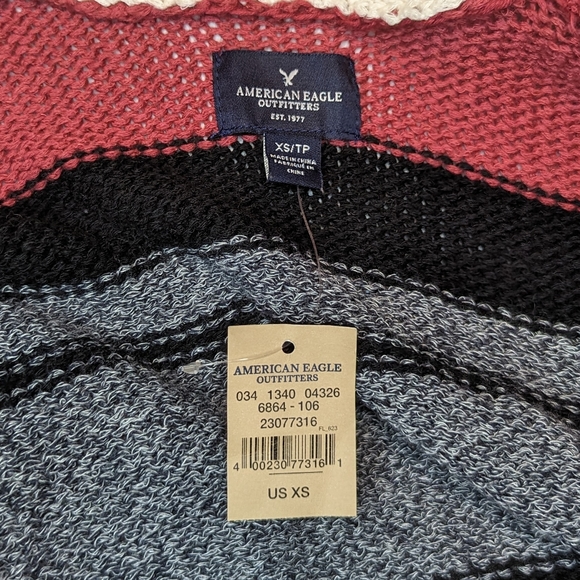 AMERICAN EAGLE
OUTFITTERS
EST. 1977
XS/TP
MADE IN CHINA
FABRIQUÉ EN
CHINE
AMERICAN EAGLE
OUTFITTERS
034 1340 04326
6864 - 106
23077316
FL_623
4 00230 77316 1
US XS